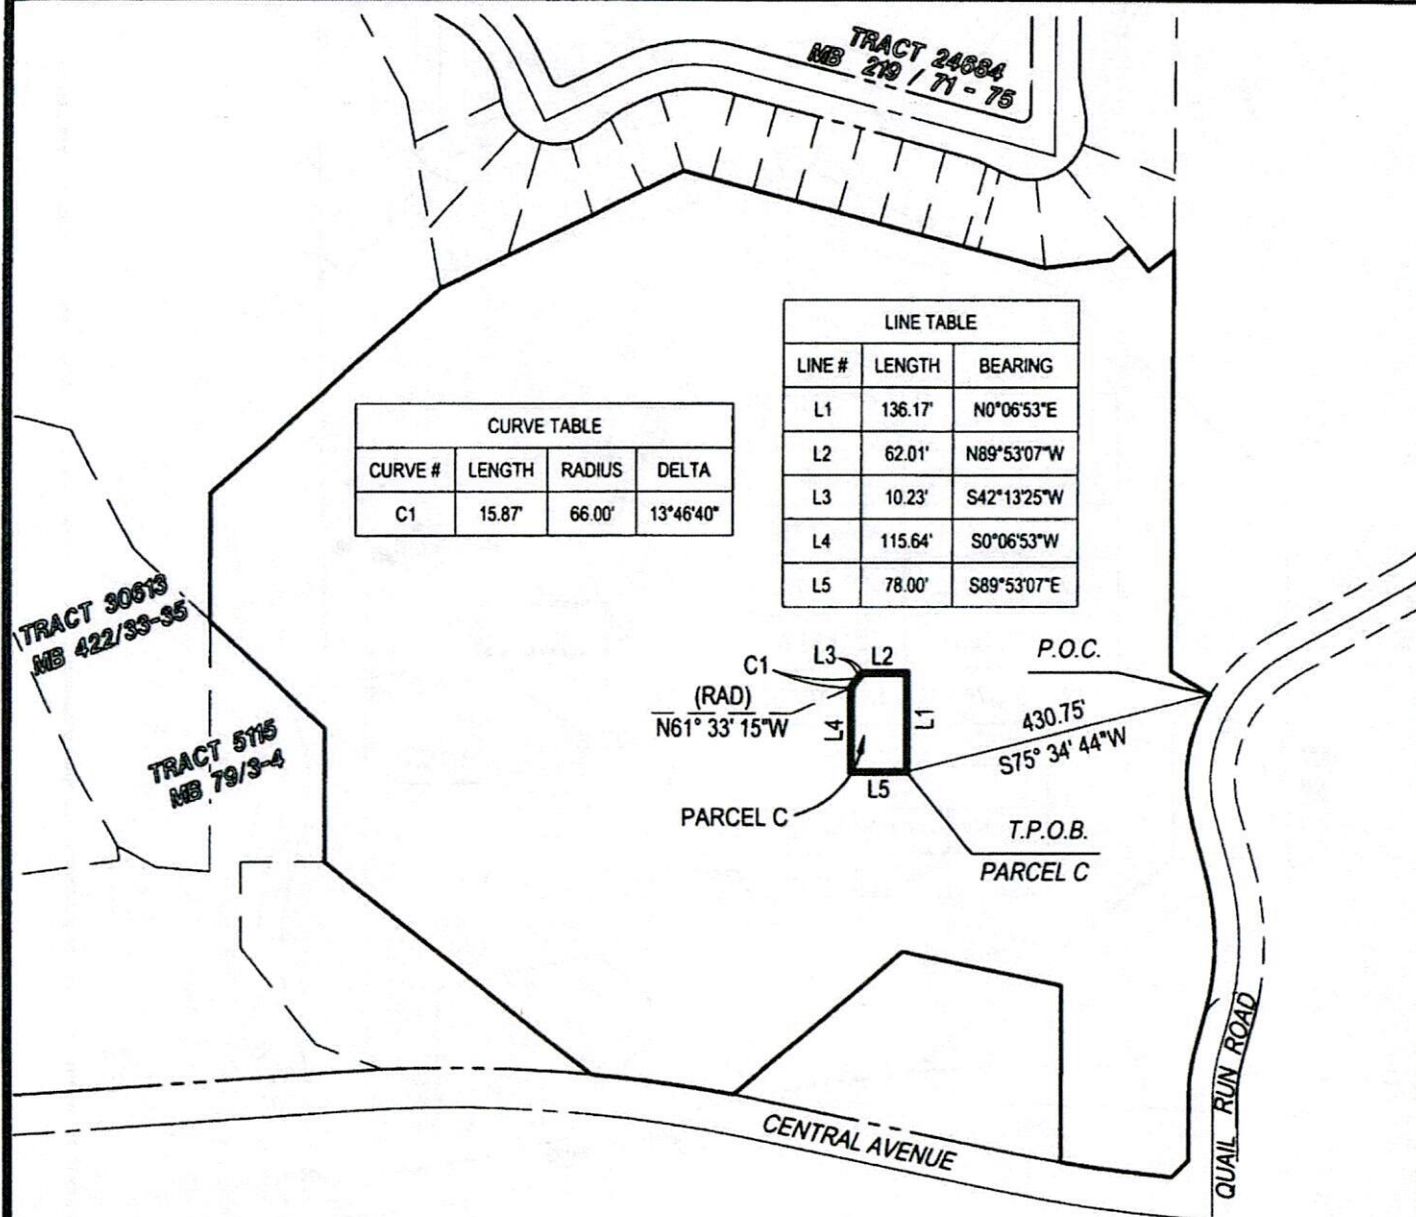 TRACT 24684
MB 219 / 71 - 75
LINE TABLE
LINE # LENGTH BEARING
L1 136.17' N0°06'53"E
L2 62.01' N89°53'07"W
L3 10.23' S42°13'25"W
L4 115.64' S0°06'53"W
L5 78.00' S89°53'07"E
CURVE TABLE
CURVE # LENGTH RADIUS DELTA
C1 15.87' 66.00' 13°46'40"
TRACT 30613
MB 422/33-35
TRACT 5115
MB 79/3-4
C1
L3
L2
(RAD)
N61° 33' 15"W
L4
L1
L5
P.O.C.
430.75'
S75° 34' 44"W
PARCEL C
T.P.O.B.
PARCEL C
CENTRAL AVENUE
QUAIL RUN ROAD